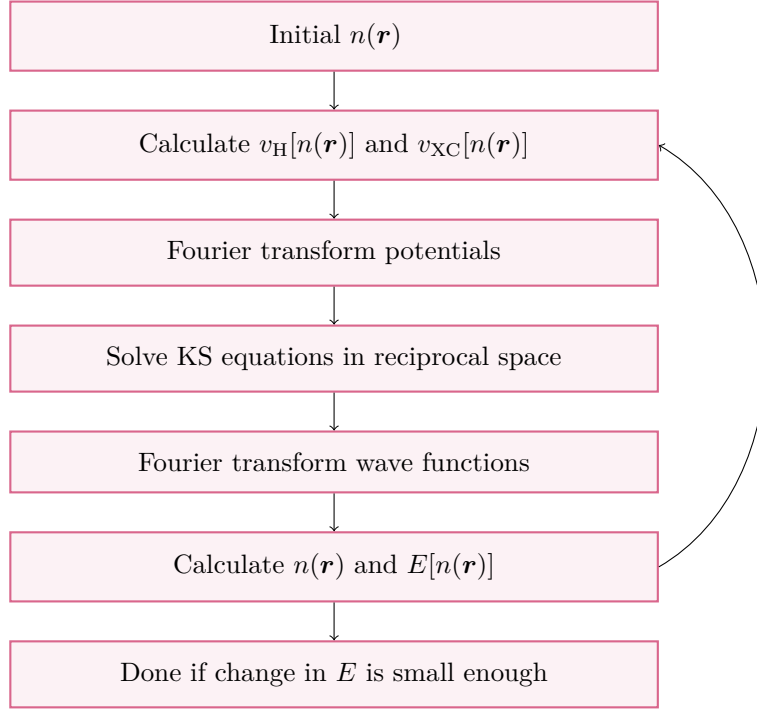 Initial n(r)
Calculate v_H[n(r)] and v_XC[n(r)]
Fourier transform potentials
Solve KS equations in reciprocal space
Fourier transform wave functions
Calculate n(r) and E[n(r)]
Done if change in E is small enough